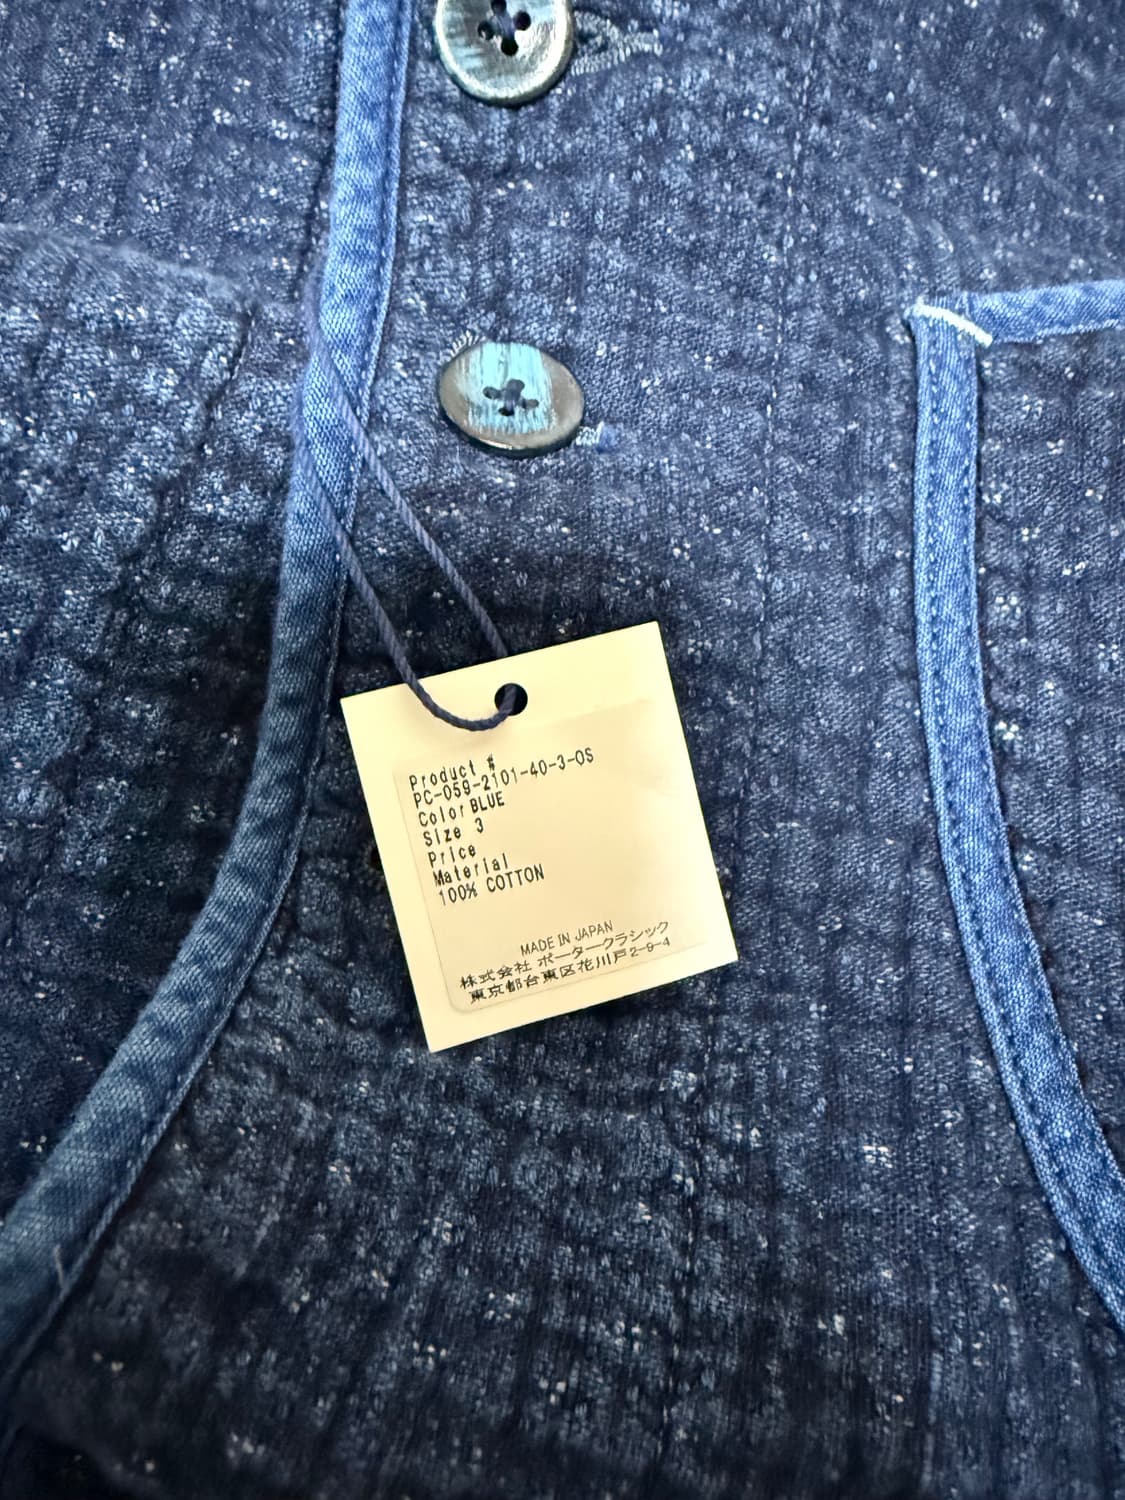 Product #
PC-059-2101-40-3-OS
Color BLUE
Size 3
Price
Material
100% COTTON
MADE IN JAPAN
株式会社 ポータークラシック
東京都台東区花川戸2-9-4